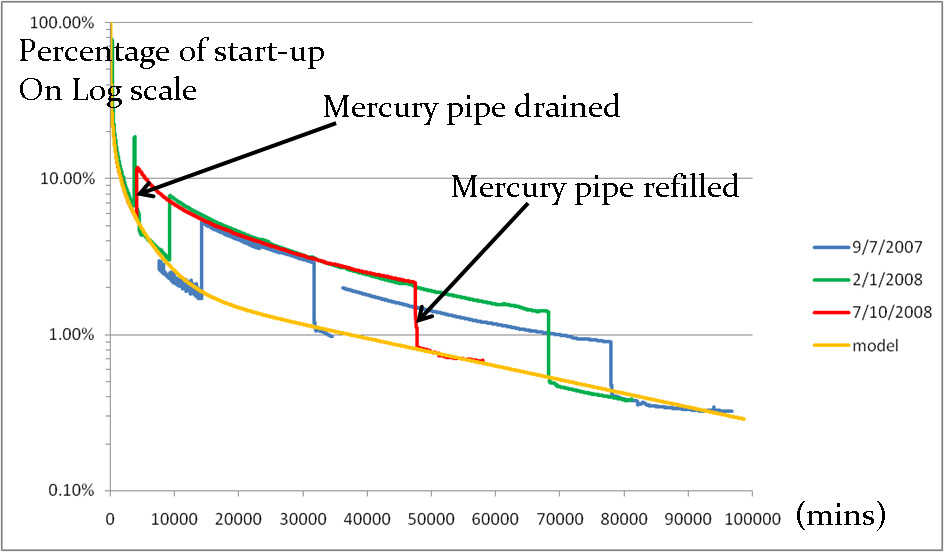 100.00%
Percentage of start-up
On Log scale
Mercury pipe drained
10.00%
Mercury pipe refilled
9/7/2007
2/1/2008
7/10/2008
model
1.00%
0.10%
0 10000 20000 30000 40000 50000 60000 70000 80000 90000 100000 (mins)